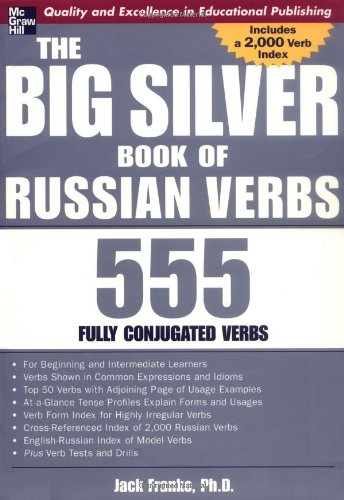 Mc
Graw
Hill
Quality and Excellence in Educational Publishing
Includes
a 2,000 Verb
Index
THE
BIG SILVER
BOOK OF
RUSSIAN VERBS
555
FULLY CONJUGATED VERBS
• For Beginning and Intermediate Learners
• Verbs Shown in Common Expressions and Idioms
• Top 50 Verbs with Adjoining Page of Usage Examples
• At-a-Glance Tense Profiles Explain Forms and Usages
• Verb Form Index for Highly Irregular Verbs
• Cross-Referenced Index of 2,000 Russian Verbs
• English-Russian Index of Model Verbs
• Plus Verb Tests and Drills
Jack Franke, Ph.D.